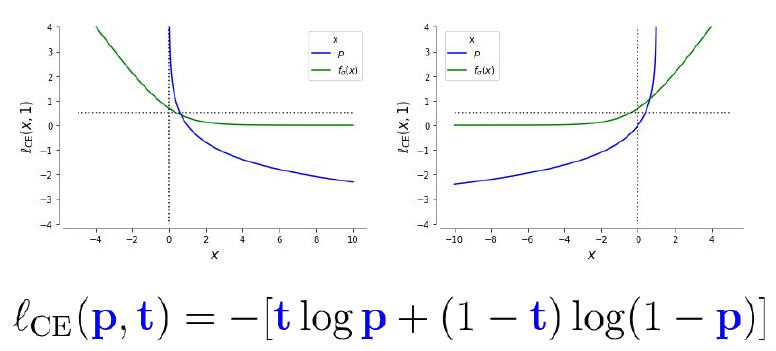 4
3
2
1
0
−1
−2
−3
−4
ℓCE(x, 1)
x
p
fσ(x)
−4 −2 0 2 4 6 8 10
x
4
3
2
1
0
−1
−2
−3
−4
ℓCE(x, 1)
x
p
fσ(x)
−10 −8 −6 −4 −2 0 2 4
x
ℓCE(p, t) = −[t log p + (1 − t) log(1 − p)]